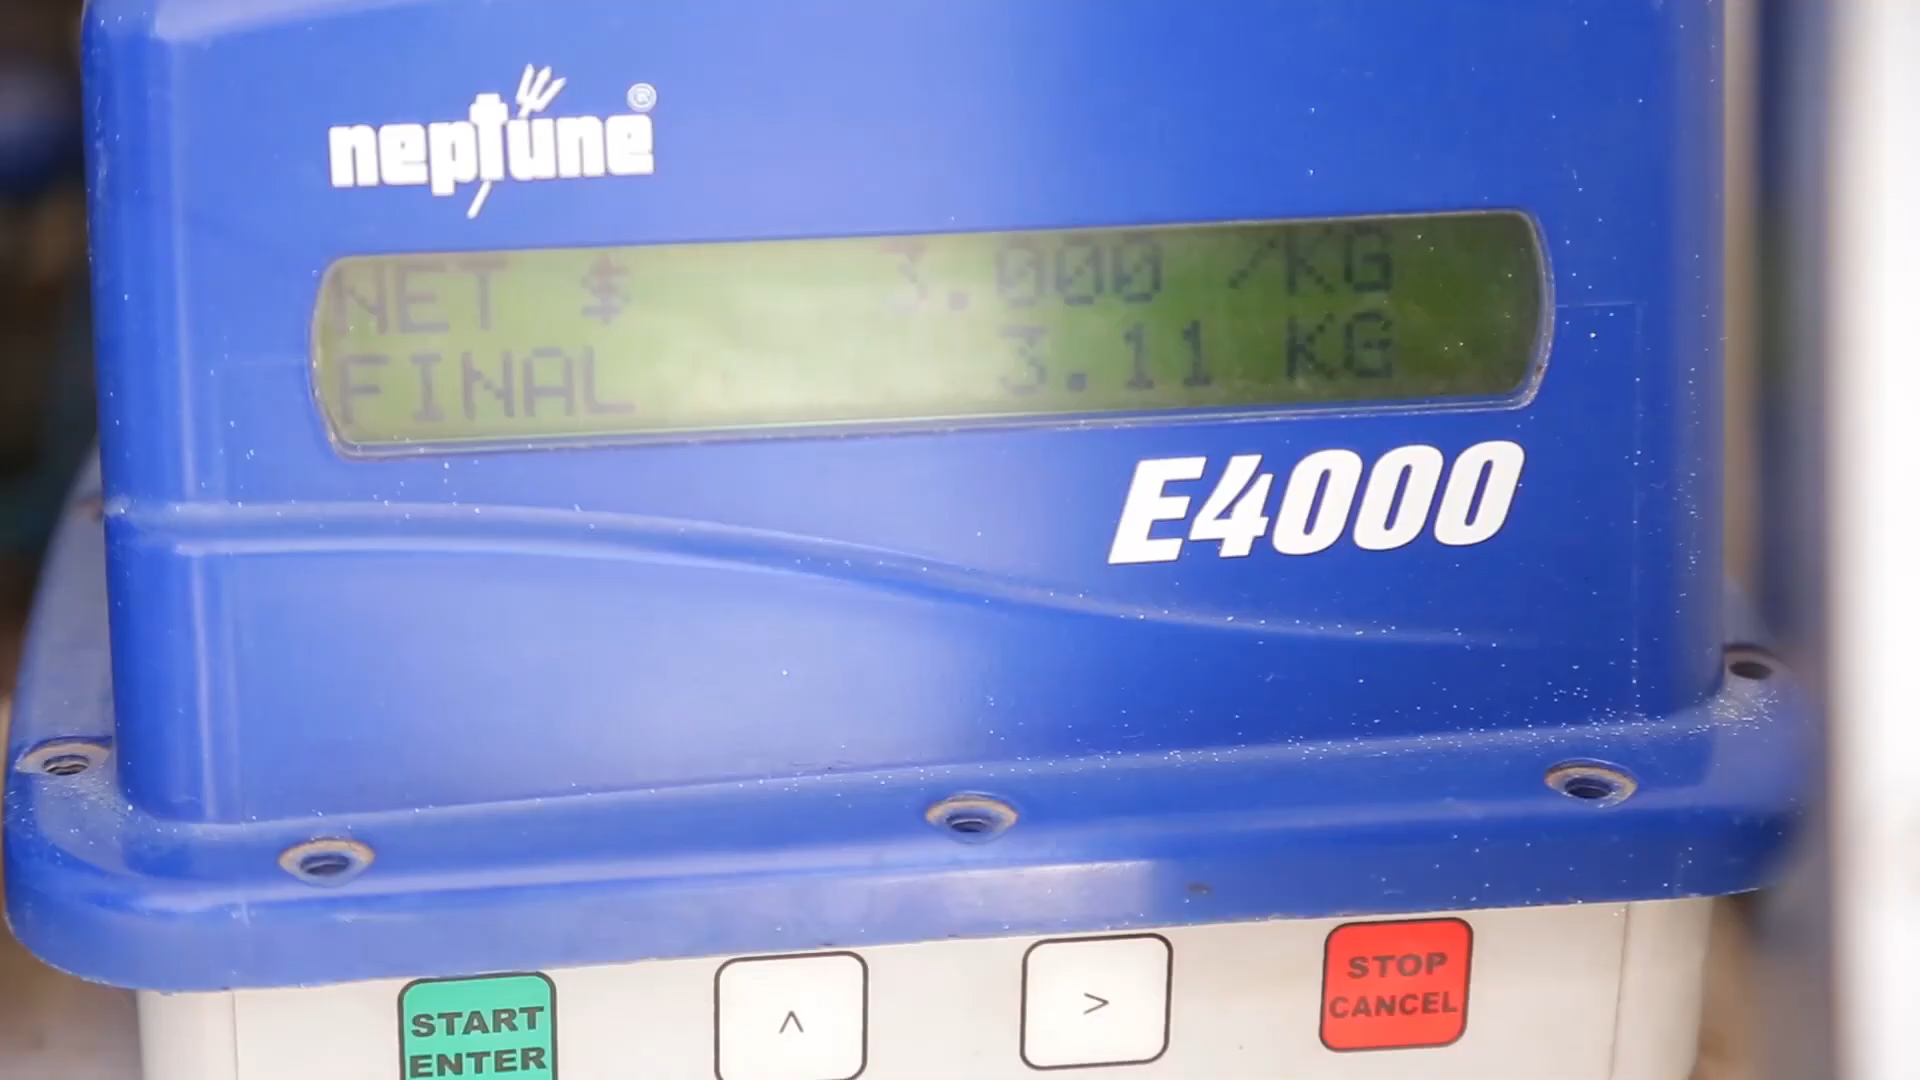 neptune®
NET $ 3.000 /KG
FINAL 3.11 KG
E4000
START ENTER
^
>
STOP CANCEL